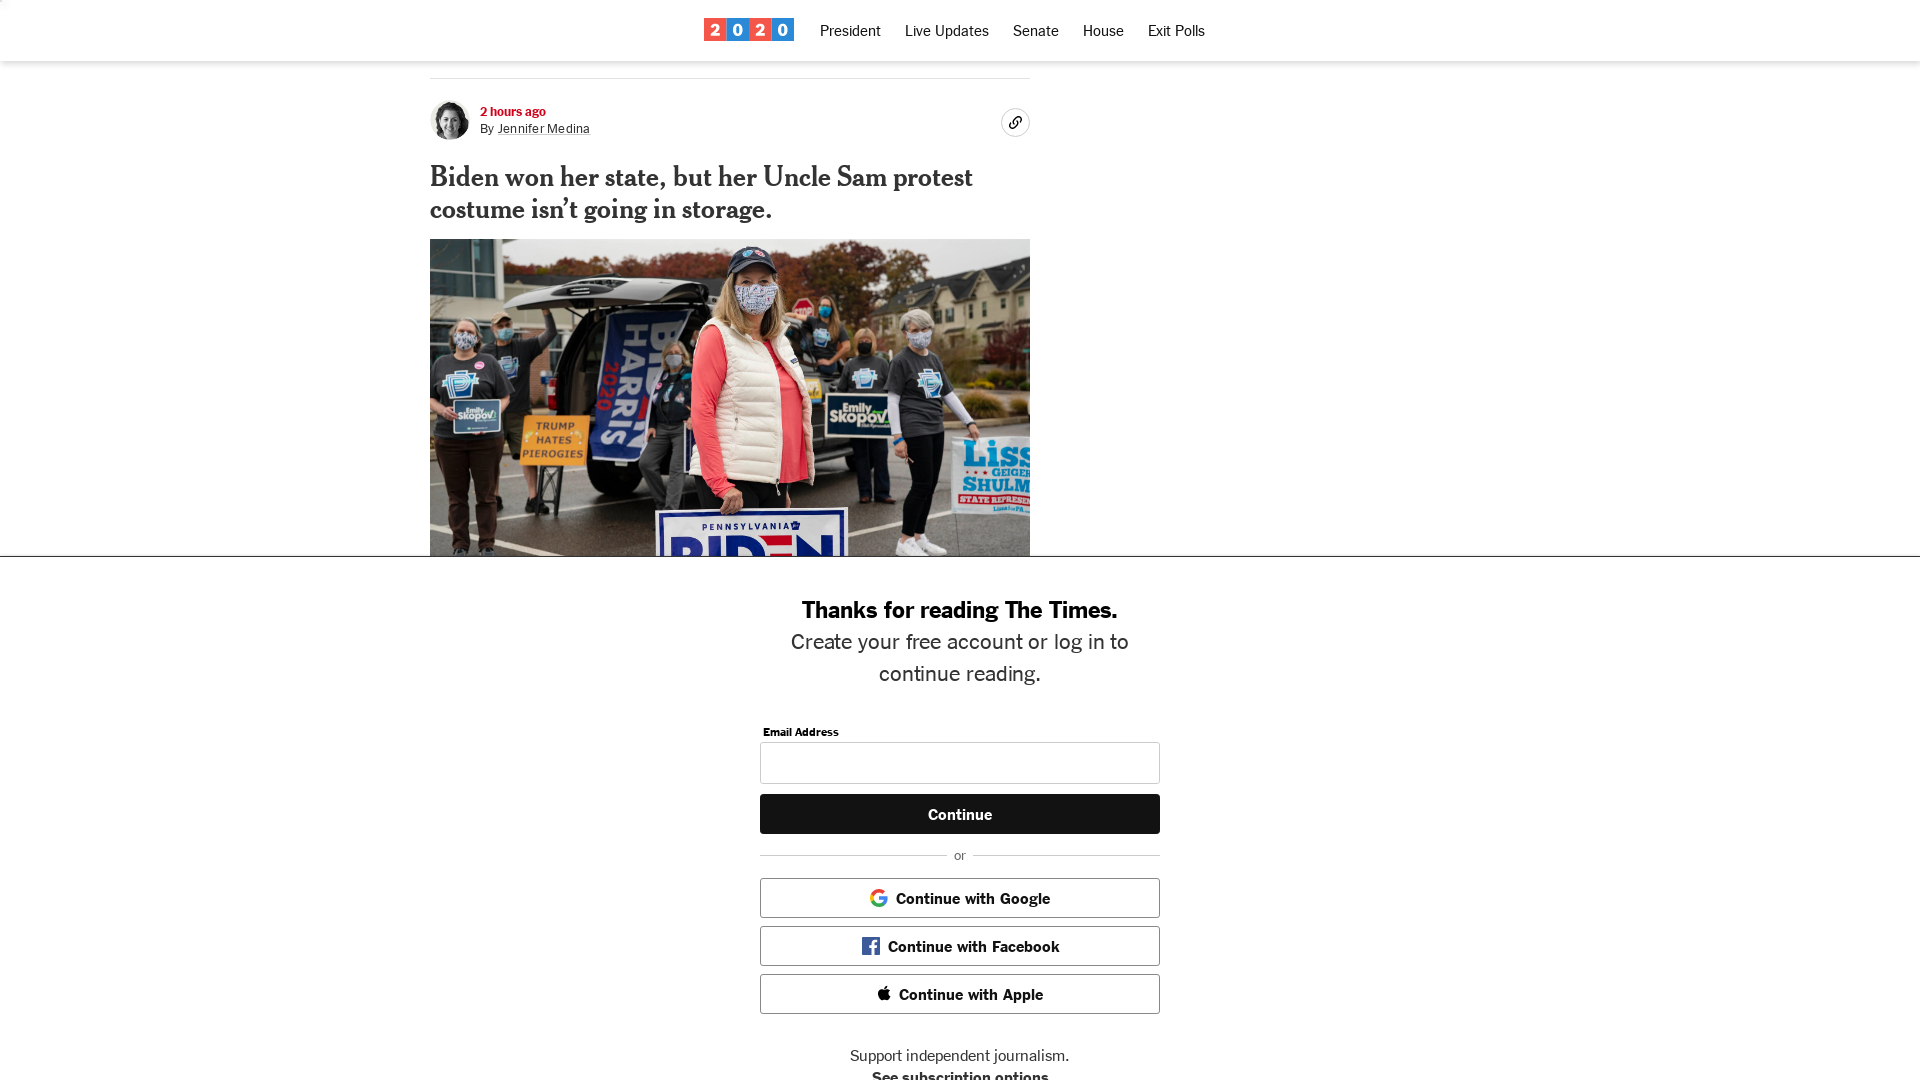 2020 President Live Updates Senate House Exit Polls
2 hours ago
By Jennifer Medina
Biden won her state, but her Uncle Sam protest
costume isn’t going in storage.
BIDEN
HARRIS
2020
Emily
Skopov
TRUMP
HATES
PIEROGIES
Emily
Skopov
Liss
GEIGER
SHULM
STATE REPRESEN
PENNSYLVANIA
BIDEN
Thanks for reading The Times.
Create your free account or log in to
continue reading.
Email Address
Continue
or
Continue with Google
Continue with Facebook
Continue with Apple
Support independent journalism.
See subscription options